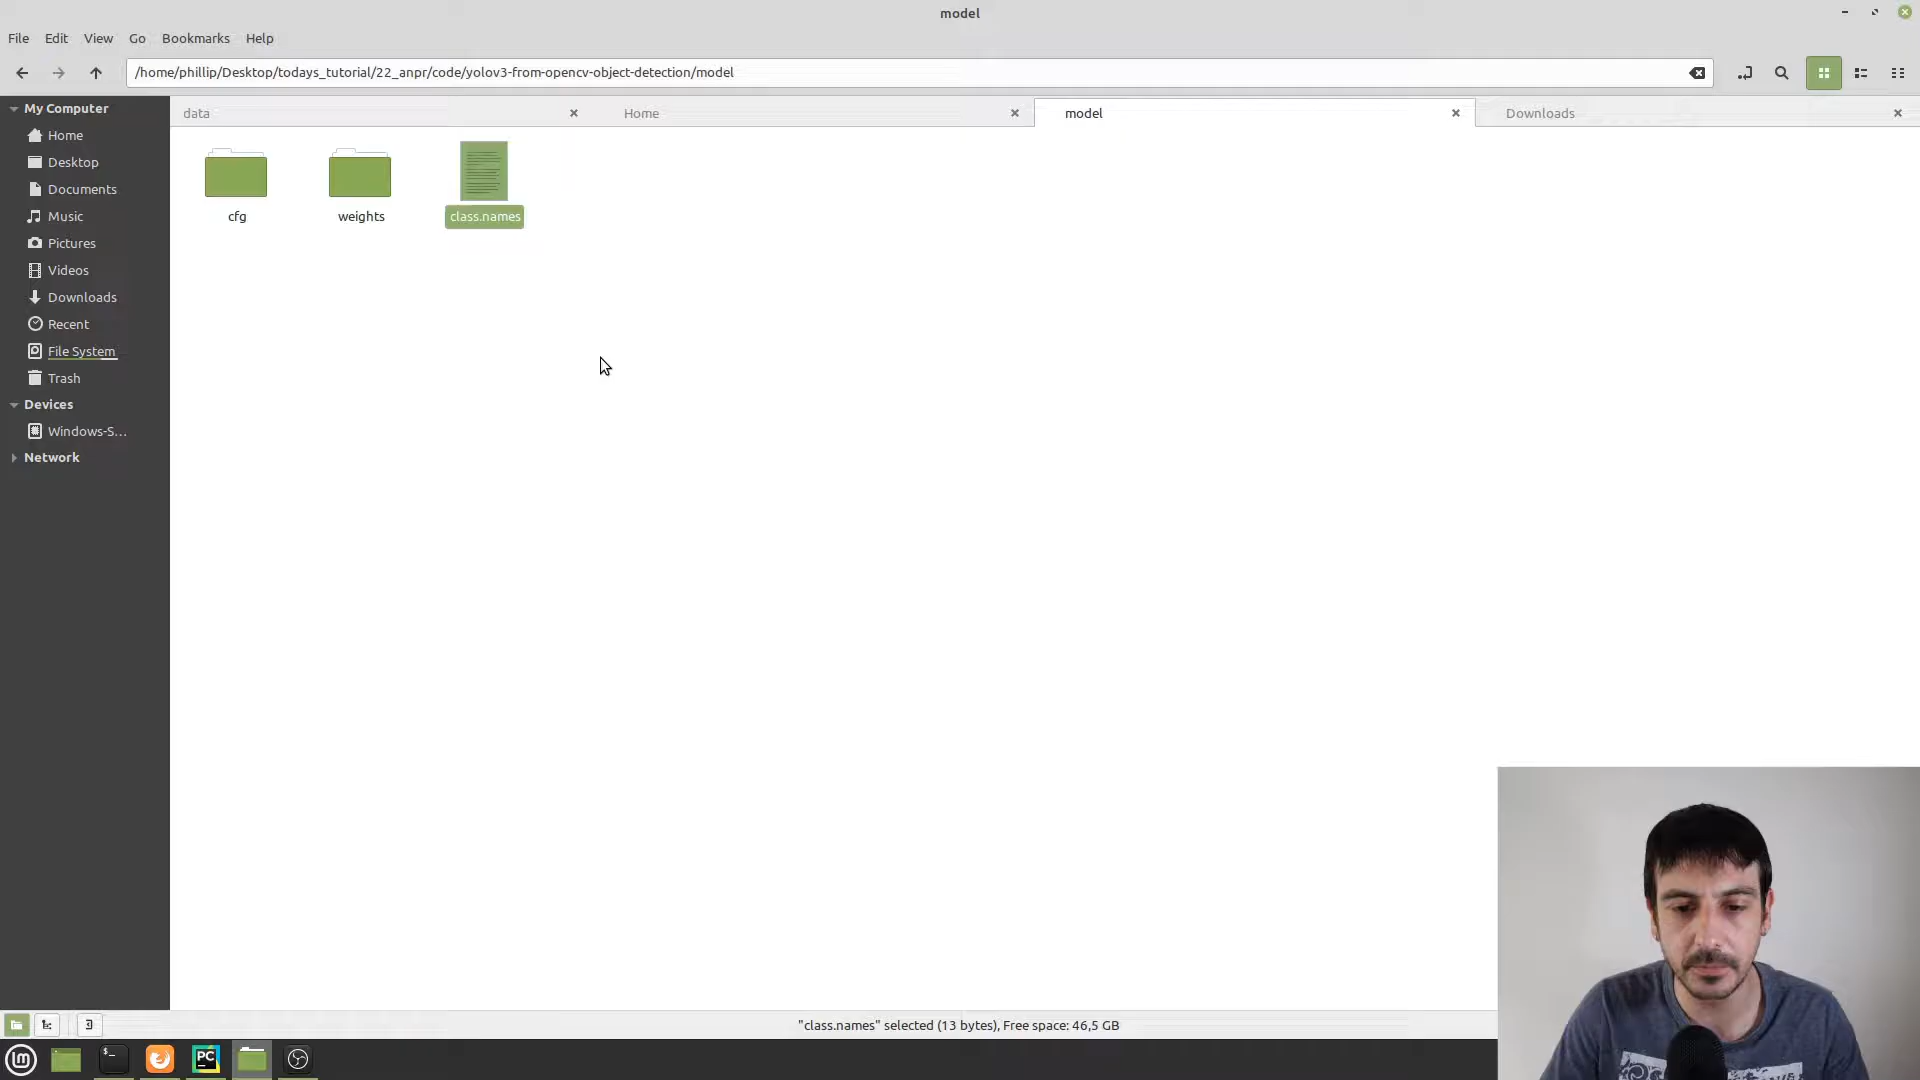 model
File Edit View Go Bookmarks Help
/home/phillip/Desktop/todays_tutorial/22_anpr/code/yolov3-from-opencv-object-detection/model
data
Home
model
Downloads
My Computer
Home
Desktop
Documents
Music
Pictures
Videos
Downloads
Recent
File System
Trash
Devices
Windows-S...
Network
cfg
weights
class.names
"class.names" selected (13 bytes), Free space: 46,5 GB
lm
$_
PC